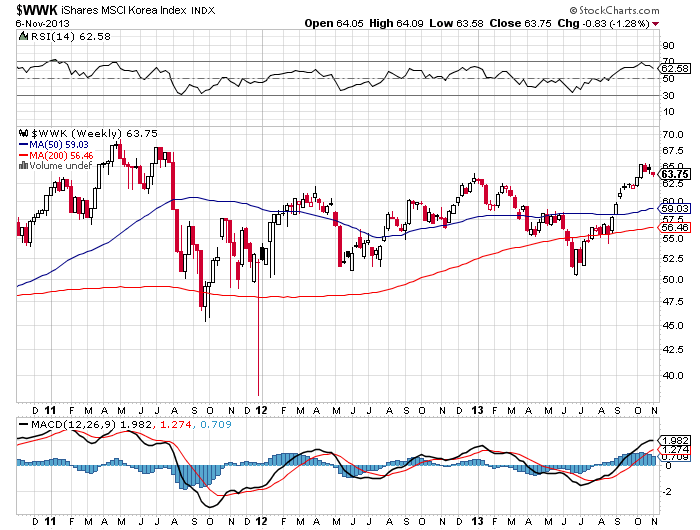 $WWK iShares MSCI Korea Index INDX
© StockCharts.com
6-Nov-2013
Open 64.05 High 64.09 Low 63.58 Close 63.75 Chg -0.83 (-1.28%)
RSI(14) 62.58
90
70
62.58
50
30
10
$WWK (Weekly) 63.75
MA(50) 59.03
MA(200) 56.46
Volume undef
70.0
67.5
65.0
63.75
62.5
60.0
59.03
57.5
56.46
55.0
52.5
50.0
47.5
45.0
42.5
40.0
D 11 F M A M J J A S O N D 12 F M A M J J A S O N D 13 F M A M J J A S O N
MACD(12,26,9) 1.982, 1.274, 0.709
1.982
1.274
0.709
0
-2
D 11 F M A M J J A S O N D 12 F M A M J J A S O N D 13 F M A M J J A S O N